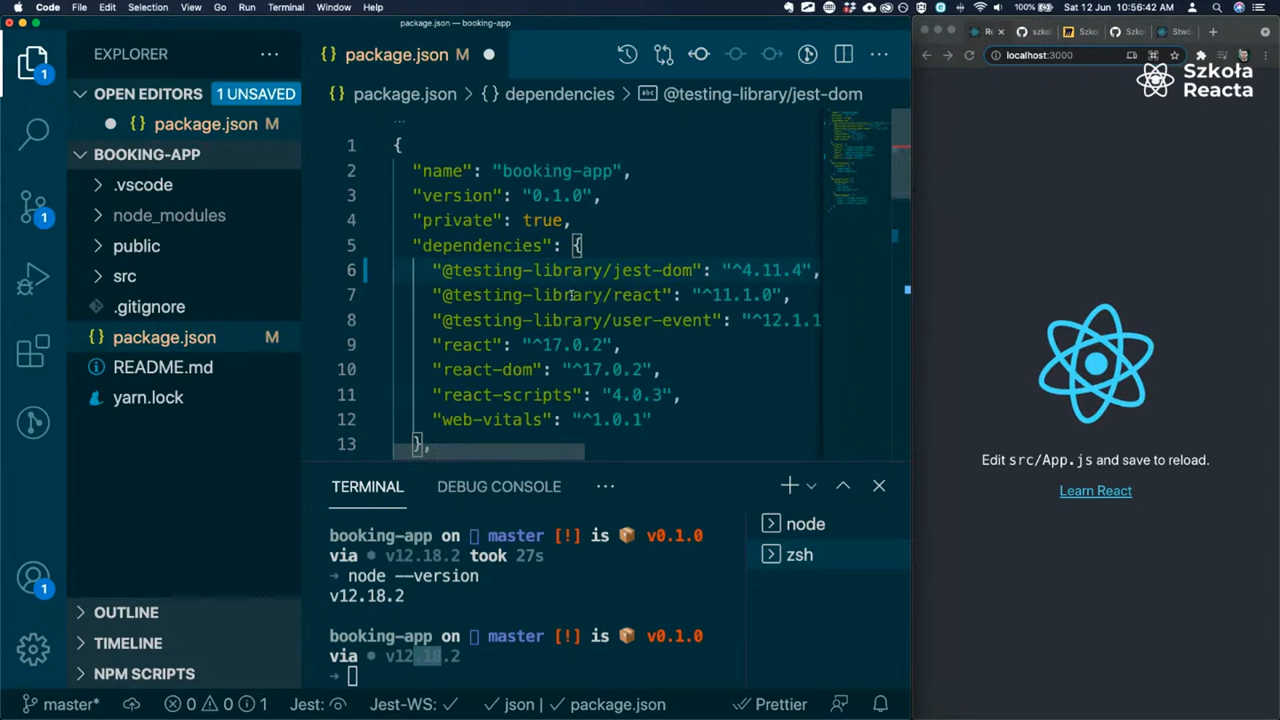 Code File Edit Selection View Go Run Terminal Window Help
100% Sat 12 Jun 10:56:42
package.json — booking-app
EXPLORER
package.json M
OPEN EDITORS 1 UNSAVED
package.json M
BOOKING-APP
.vscode
node_modules
public
src
.gitignore
package.json M
README.md
yarn.lock
OUTLINE
TIMELINE
NPM SCRIPTS
1
1
1
package.json > {} dependencies > @testing-library/jest-dom
1 {
2 "name": "booking-app",
3 "version": "0.1.0",
4 "private": true,
5 "dependencies": {
6 "@testing-library/jest-dom": "^4.11.4",
7 "@testing-library/react": "^11.1.0",
8 "@testing-library/user-event": "^12.1.1
9 "react": "^17.0.2",
10 "react-dom": "^17.0.2",
11 "react-scripts": "4.0.3",
12 "web-vitals": "^1.0.1"
13 },
TERMINAL DEBUG CONSOLE
booking-app on master [!] is v0.1.0
via v12.18.2 took 27s
→ node --version
v12.18.2
booking-app on master [!] is v0.1.0
via v12.18.2
→
node
zsh
master* 0 0 1 Jest: Jest-WS: ✓ ✓ json | ✓ package.json Prettier
localhost:3000
Szkoła
Reacta
Edit src/App.js and save to reload.
Learn React